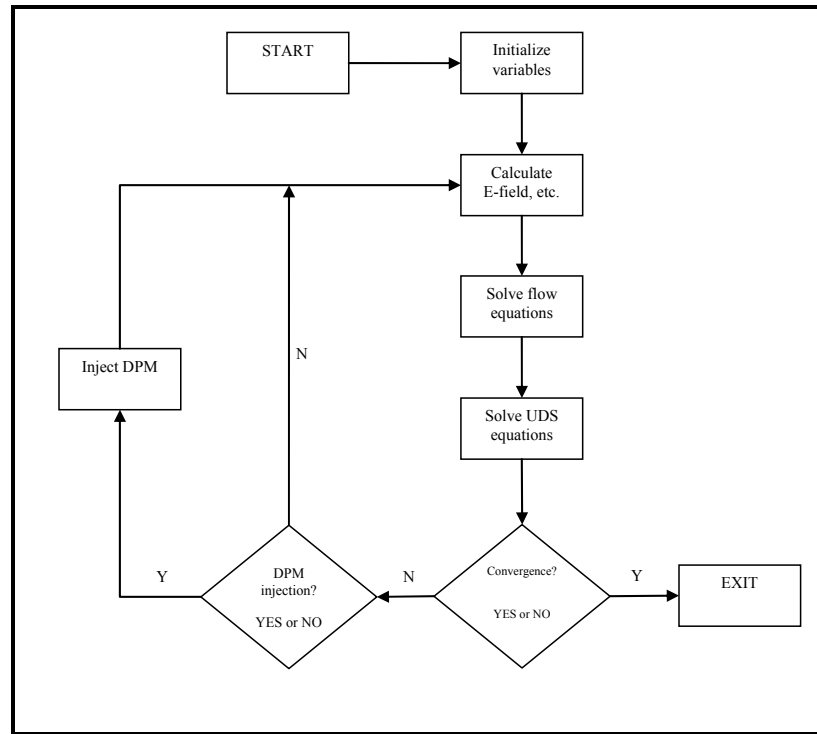 START
Initialize
variables
Calculate
E-field, etc.
Solve flow
equations
Inject DPM
N
Solve UDS
equations
Y
DPM
injection?
YES or NO
N
Convergence?
YES or NO
Y
EXIT